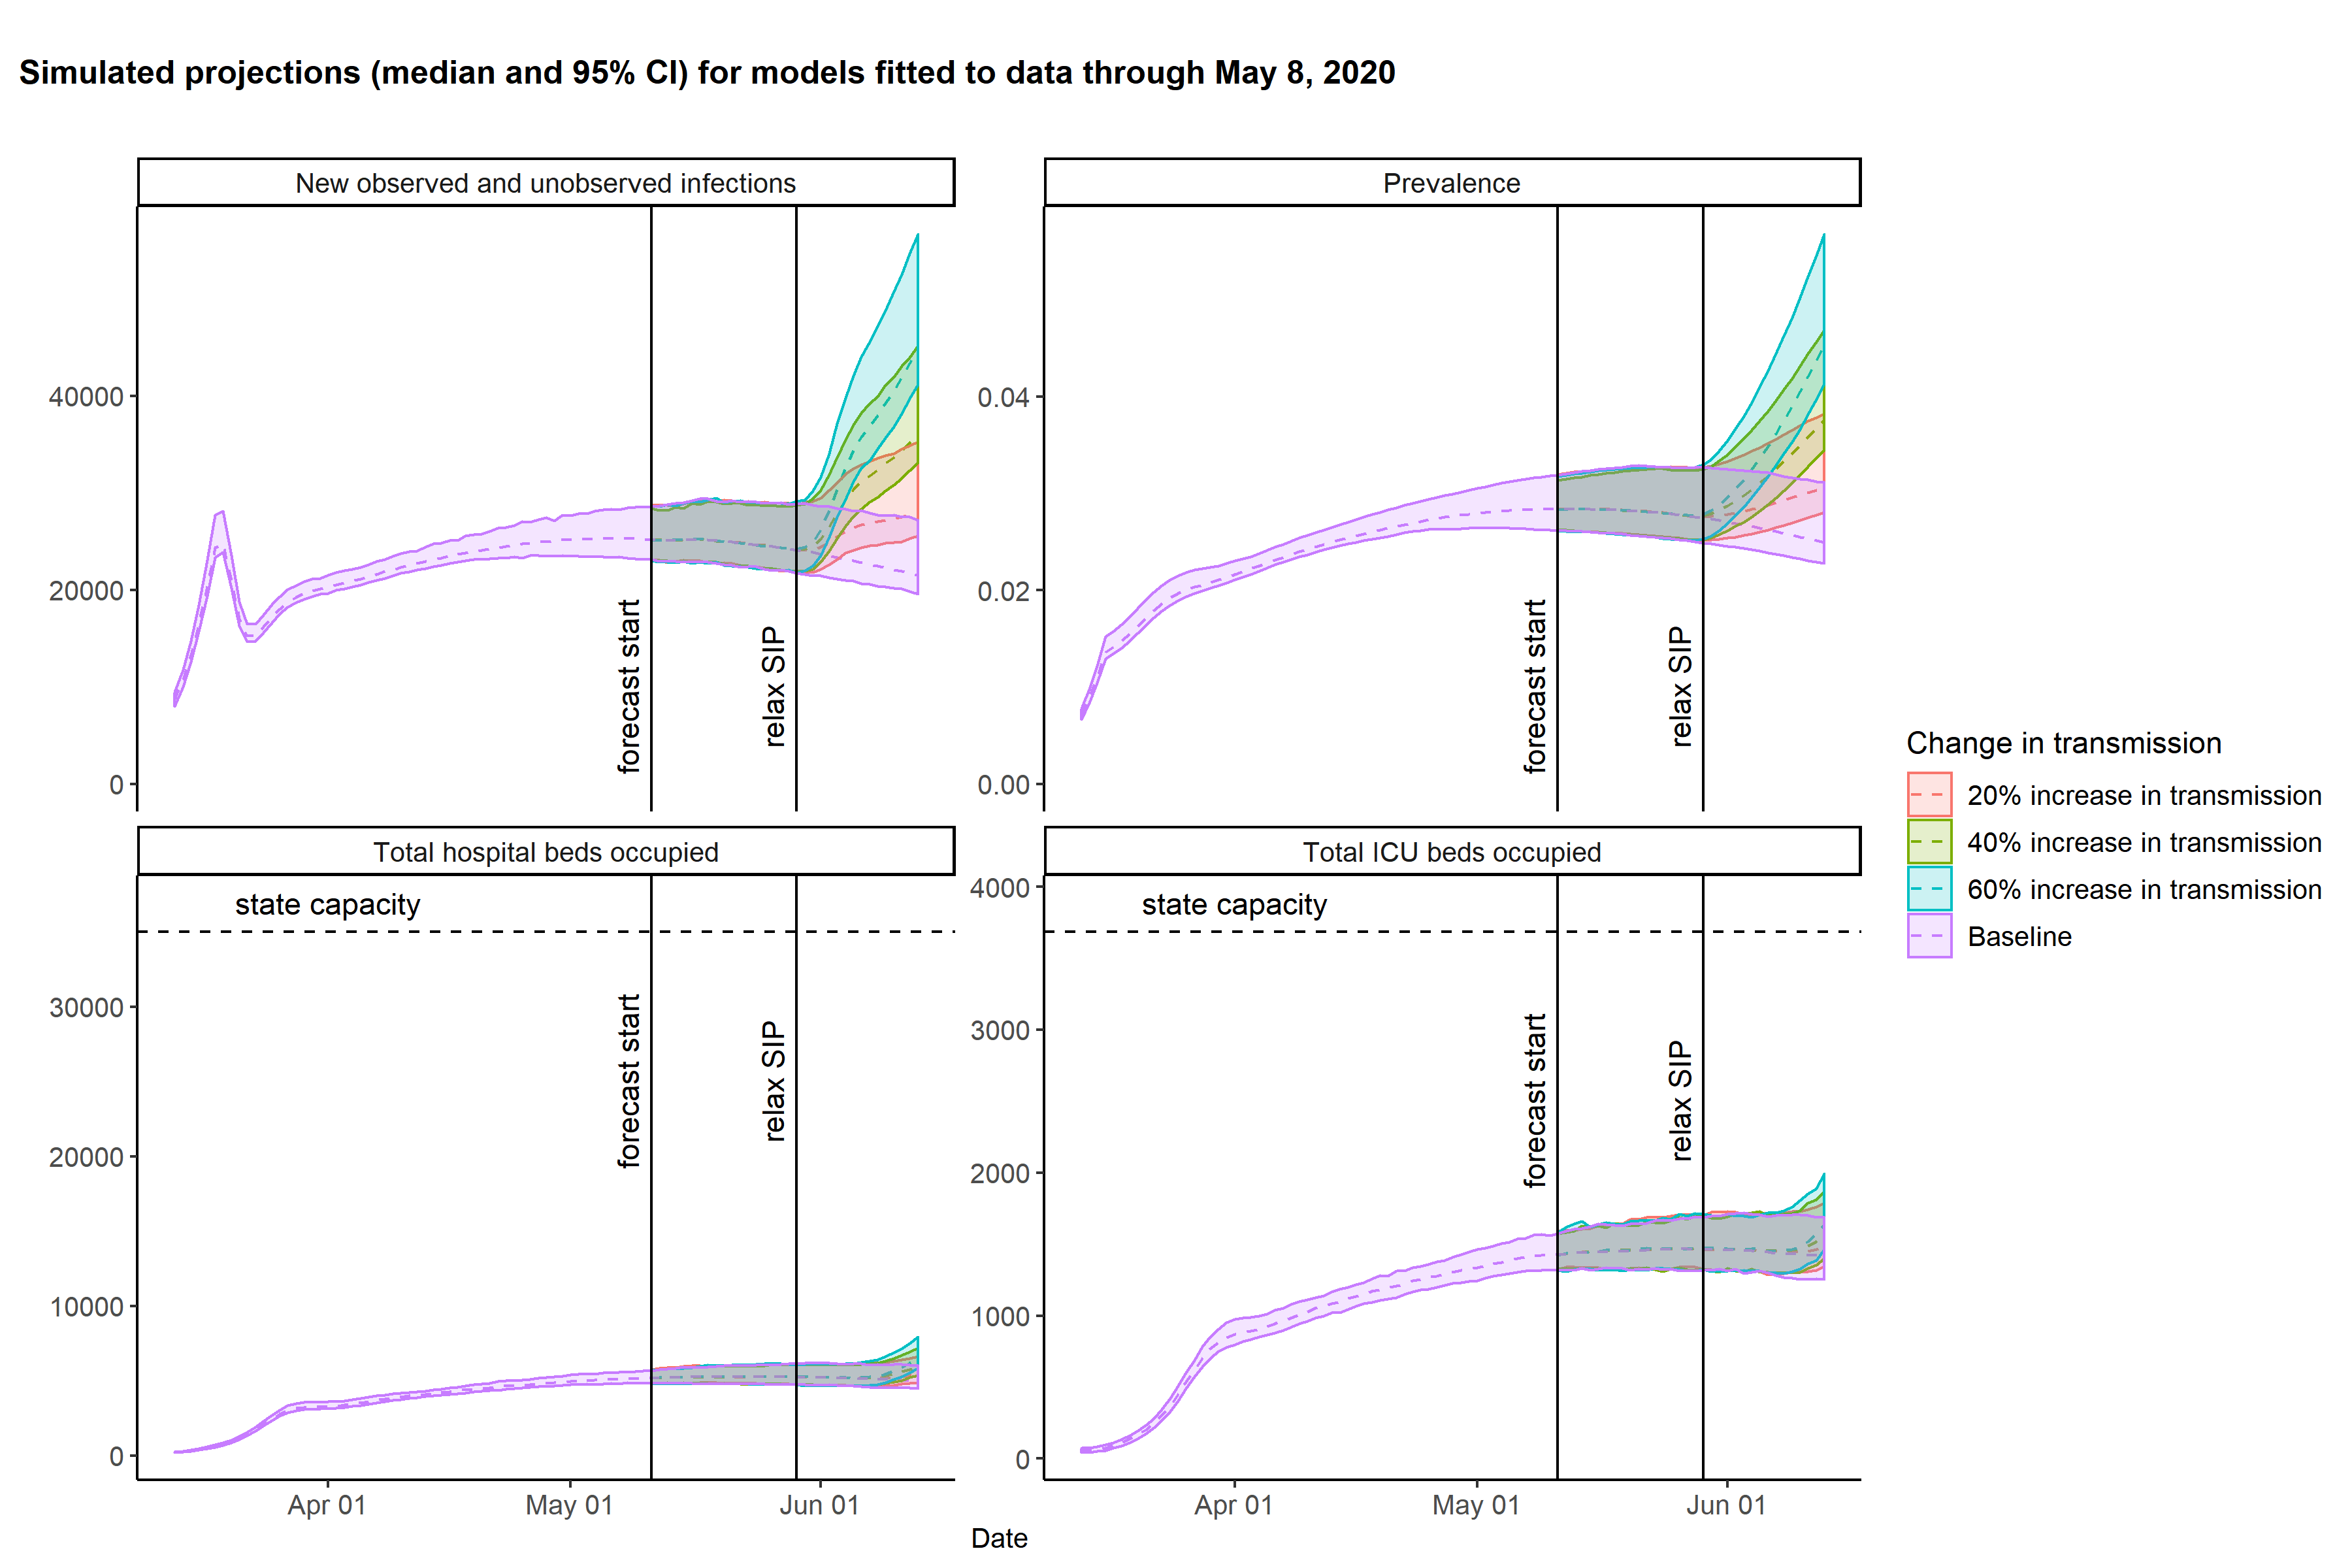 Simulated projections (median and 95% CI) for models fitted to data through May 8, 2020
New observed and unobserved infections
40000
20000
0
forecast start
relax SIP
Prevalence
0.04
0.02
0.00
forecast start
relax SIP
Total hospital beds occupied
state capacity
30000
20000
10000
0
forecast start
relax SIP
Apr 01
May 01
Jun 01
Total ICU beds occupied
state capacity
4000
3000
2000
1000
0
forecast start
relax SIP
Apr 01
May 01
Jun 01
Date
Change in transmission
20% increase in transmission
40% increase in transmission
60% increase in transmission
Baseline